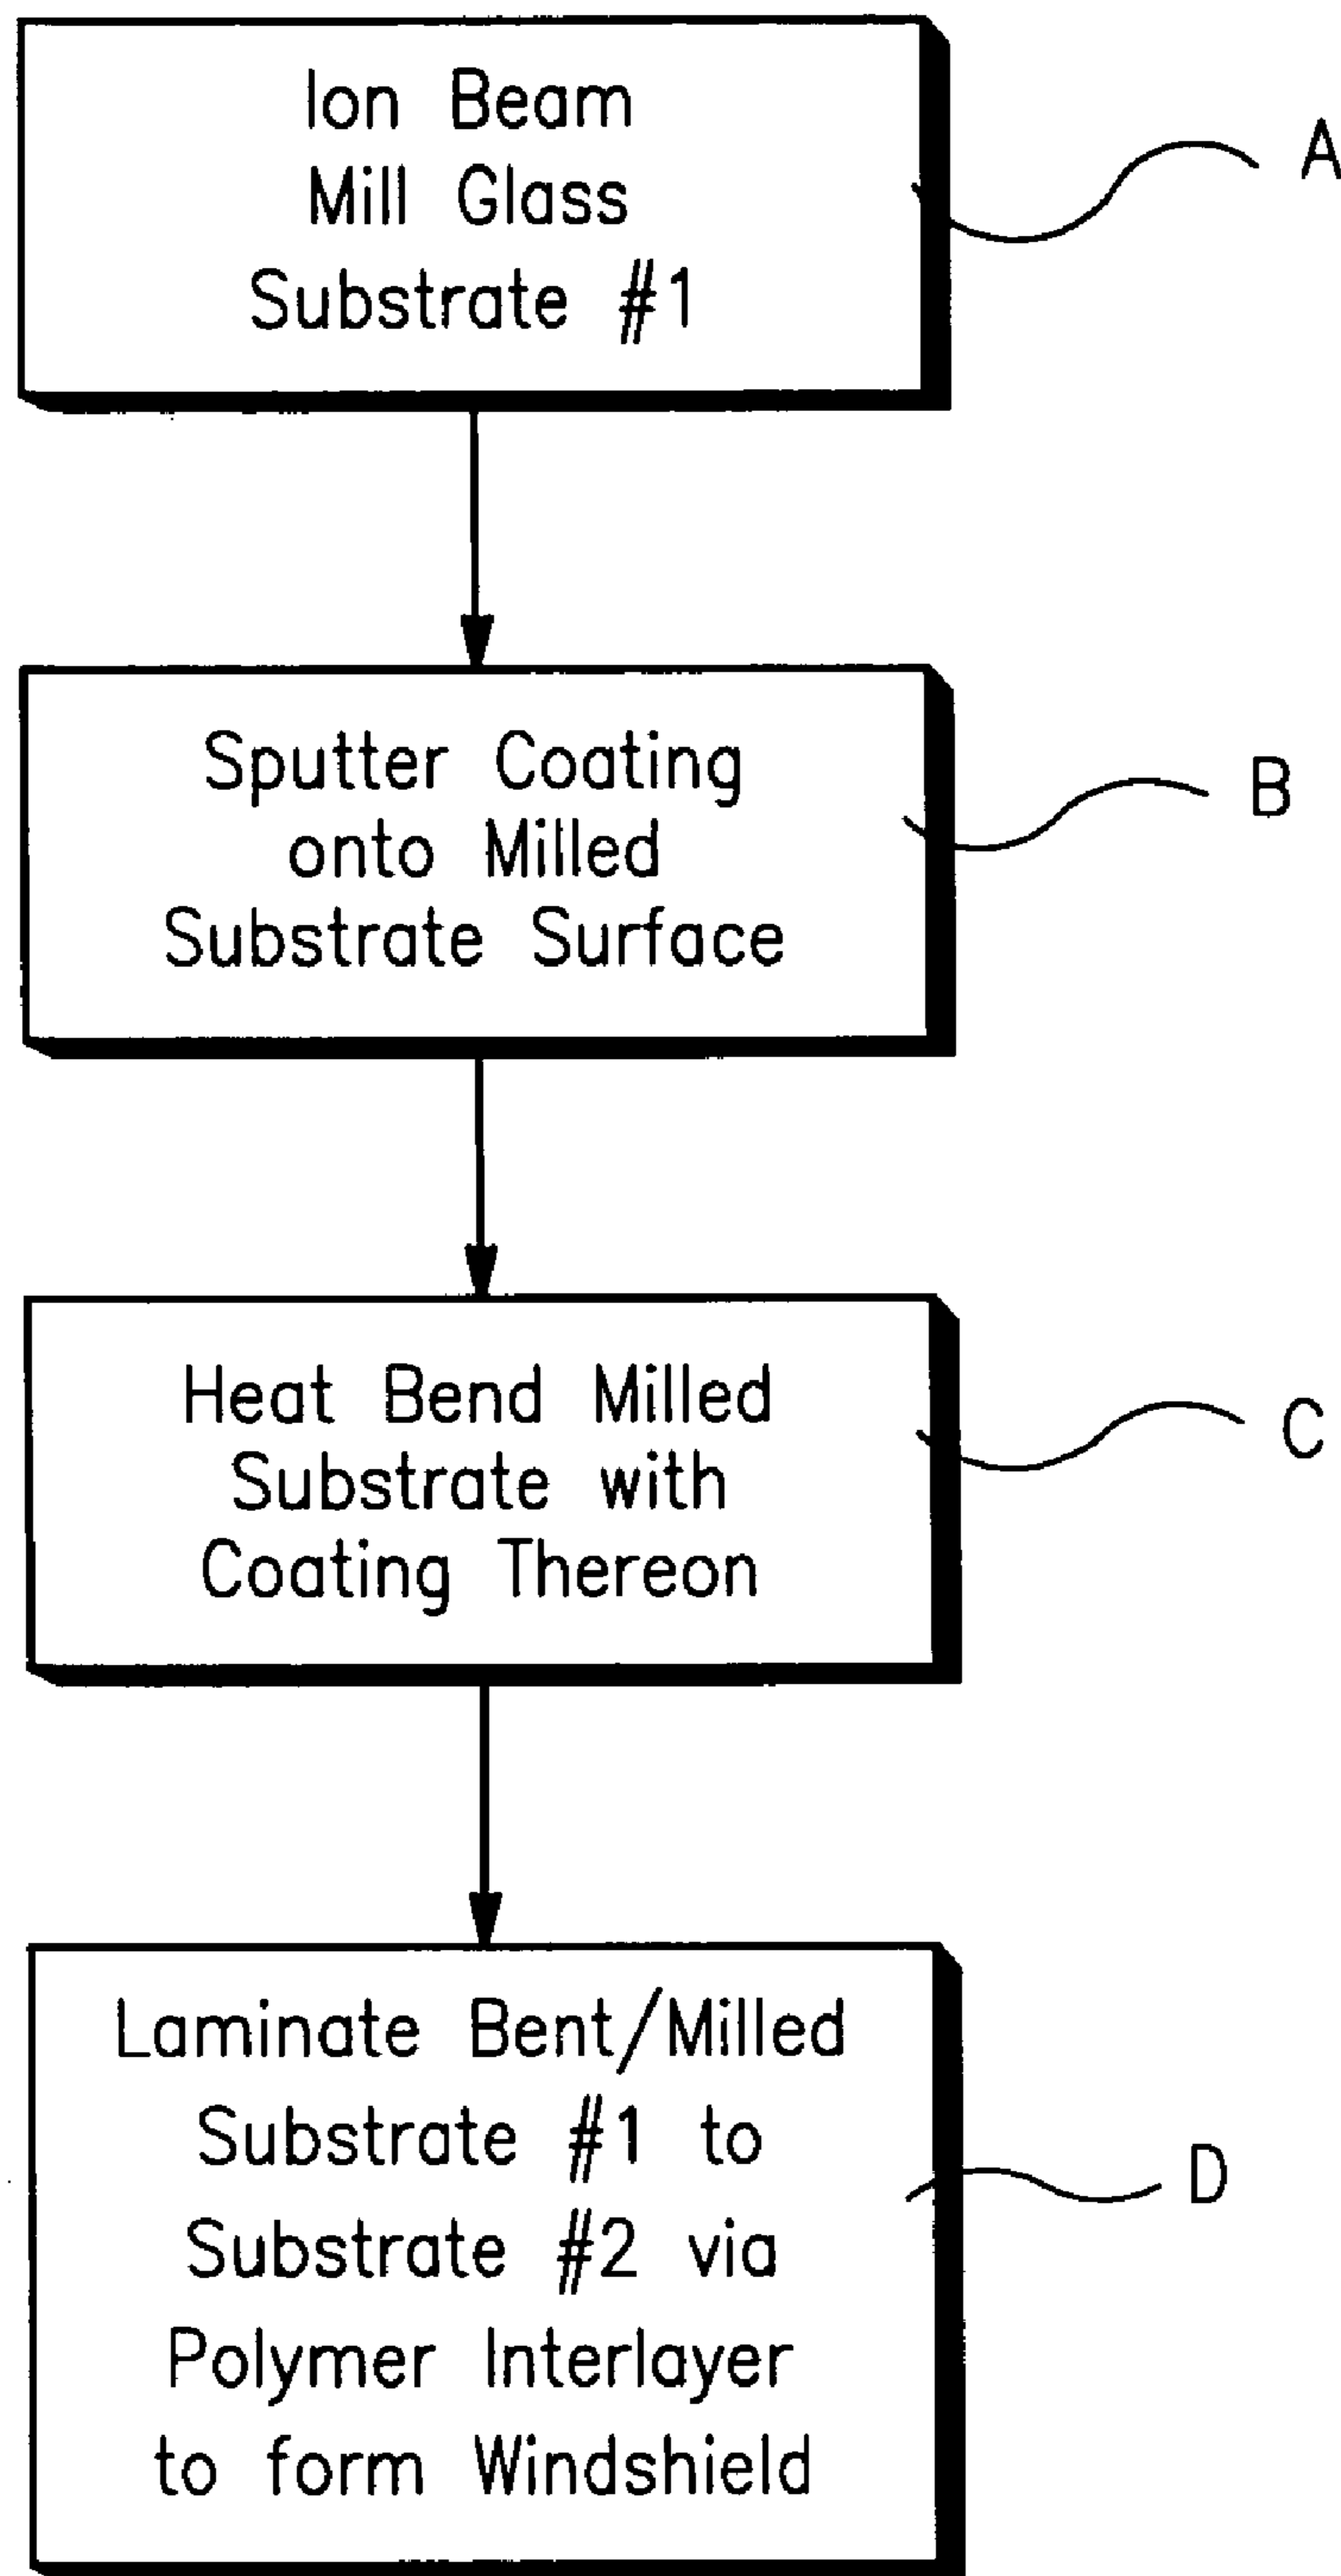 Ion Beam
Mill Glass
Substrate #1
A
Sputter Coating
onto Milled
Substrate Surface
B
Heat Bend Milled
Substrate with
Coating Thereon
C
Laminate Bent/Milled
Substrate #1 to
Substrate #2 via
Polymer Interlayer
to form Windshield
D